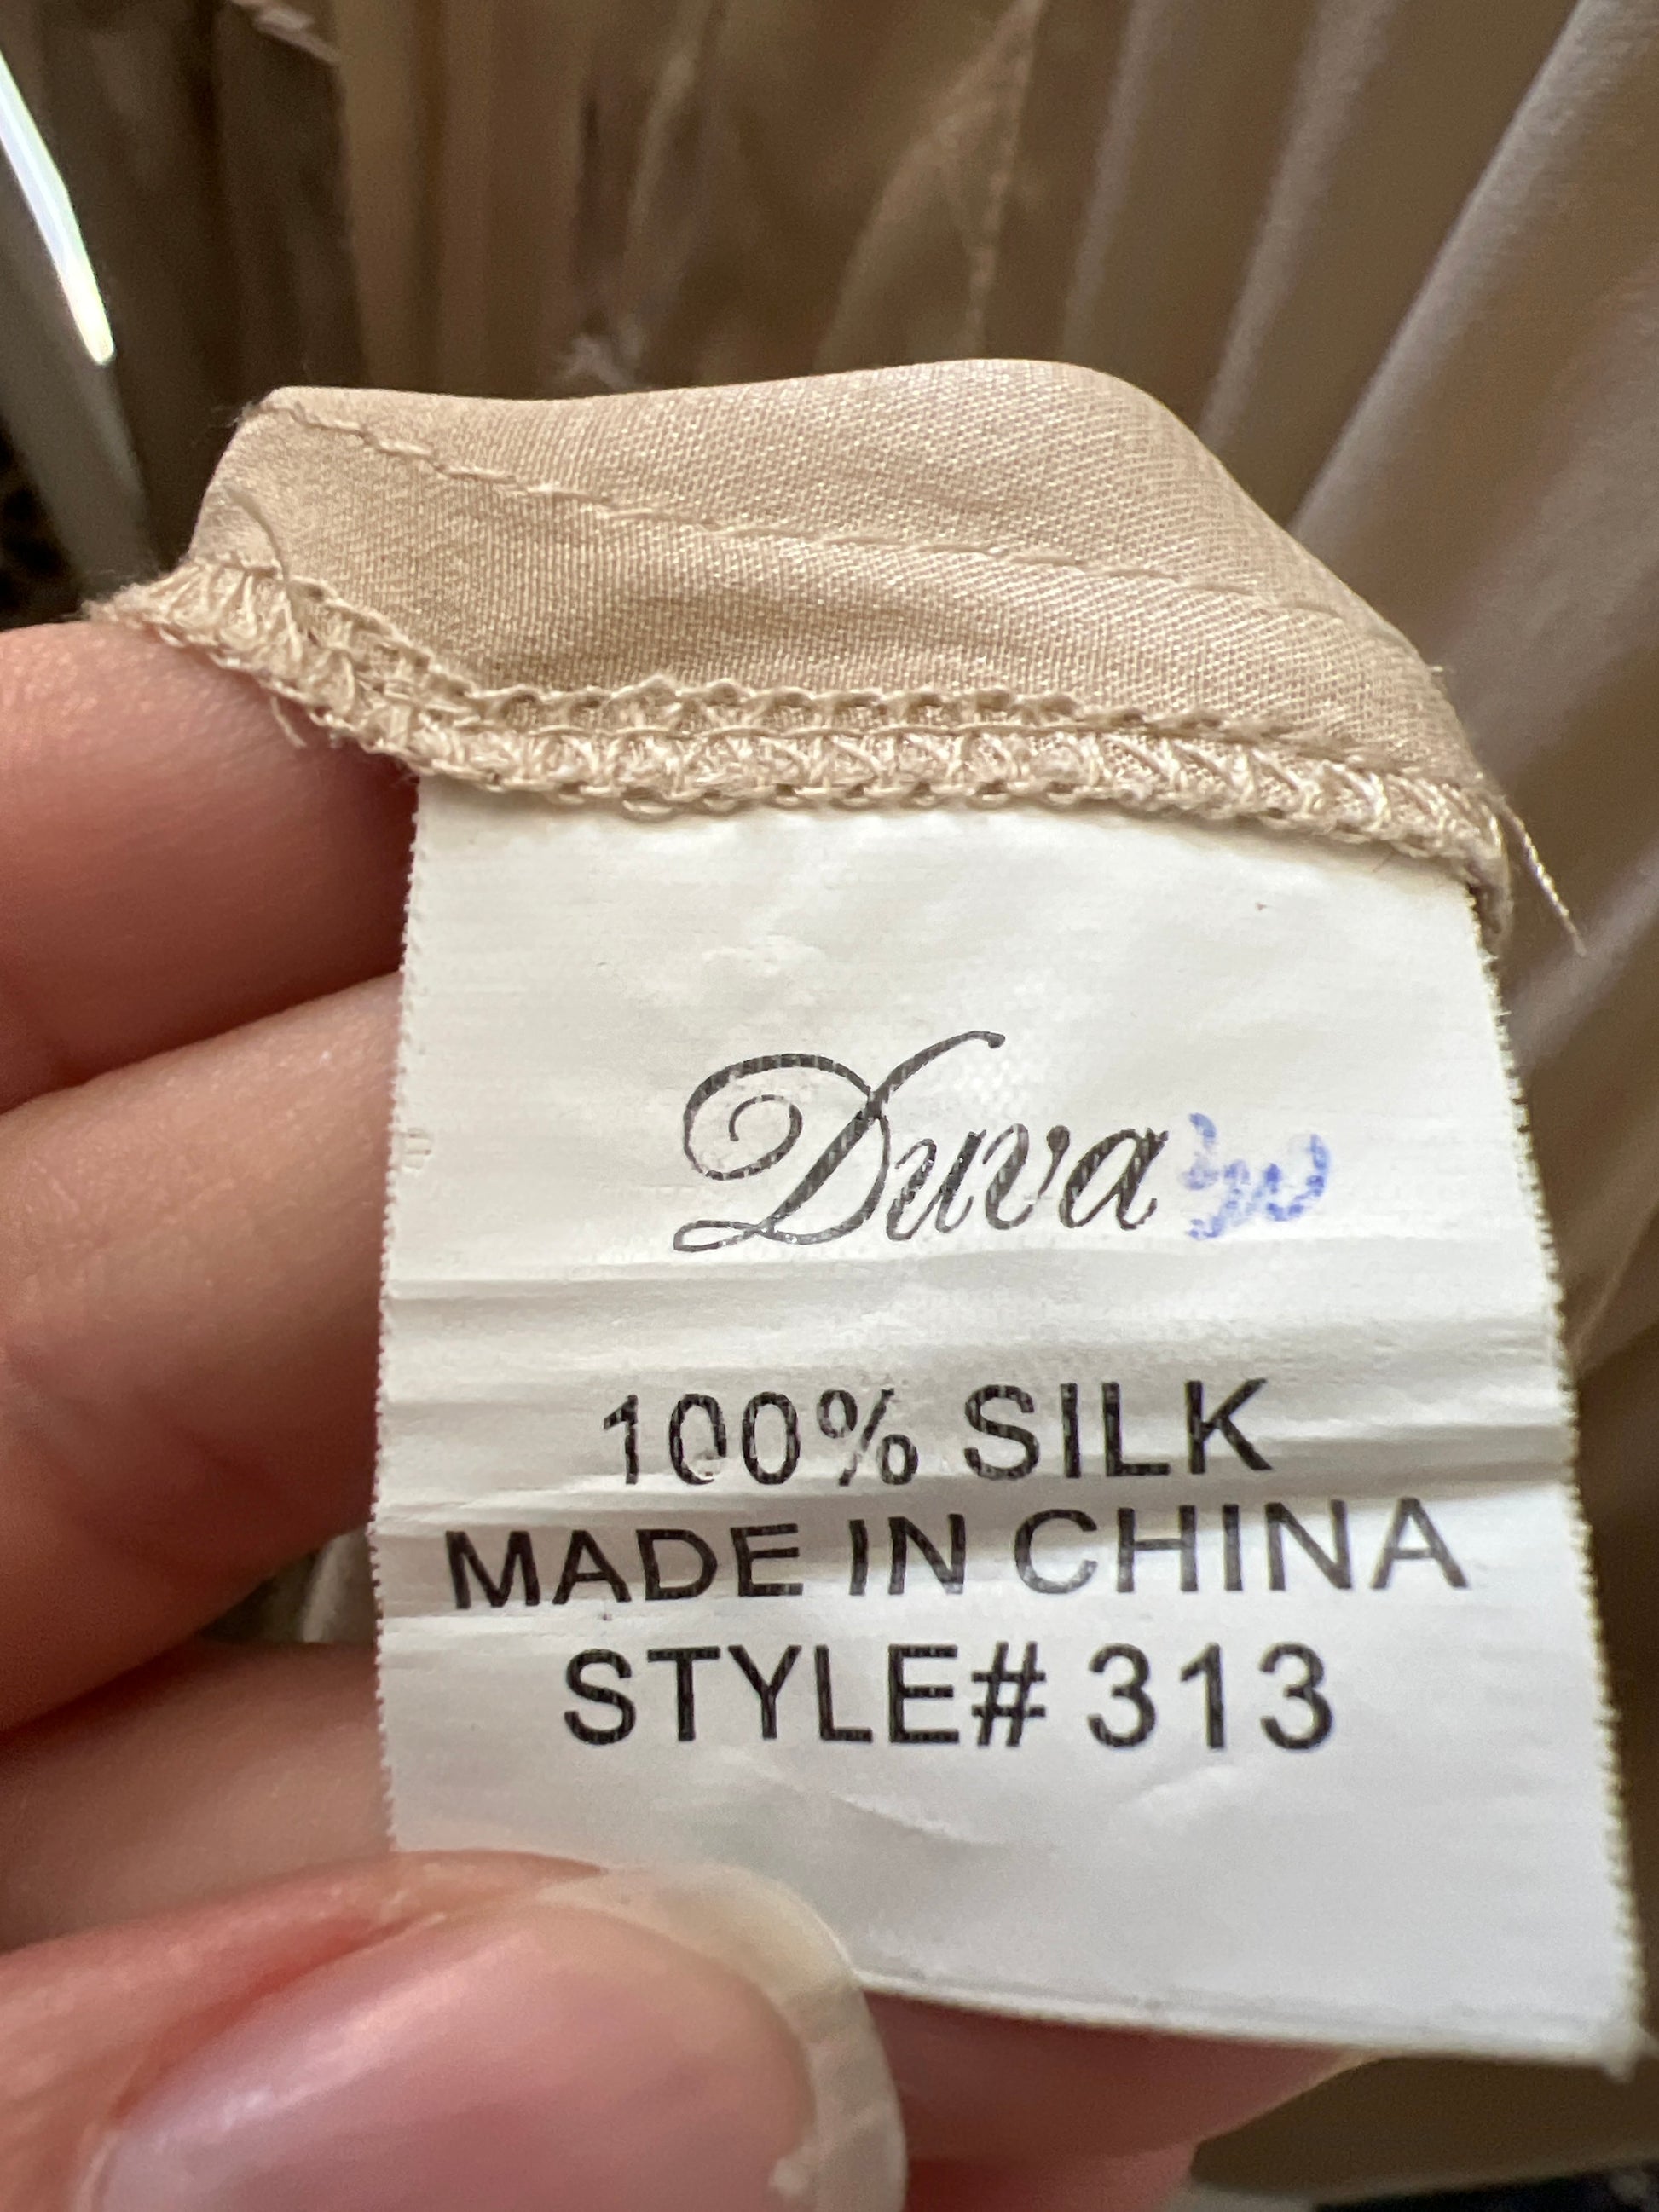 Duva
100% SILK
MADE IN CHINA
STYLE# 313